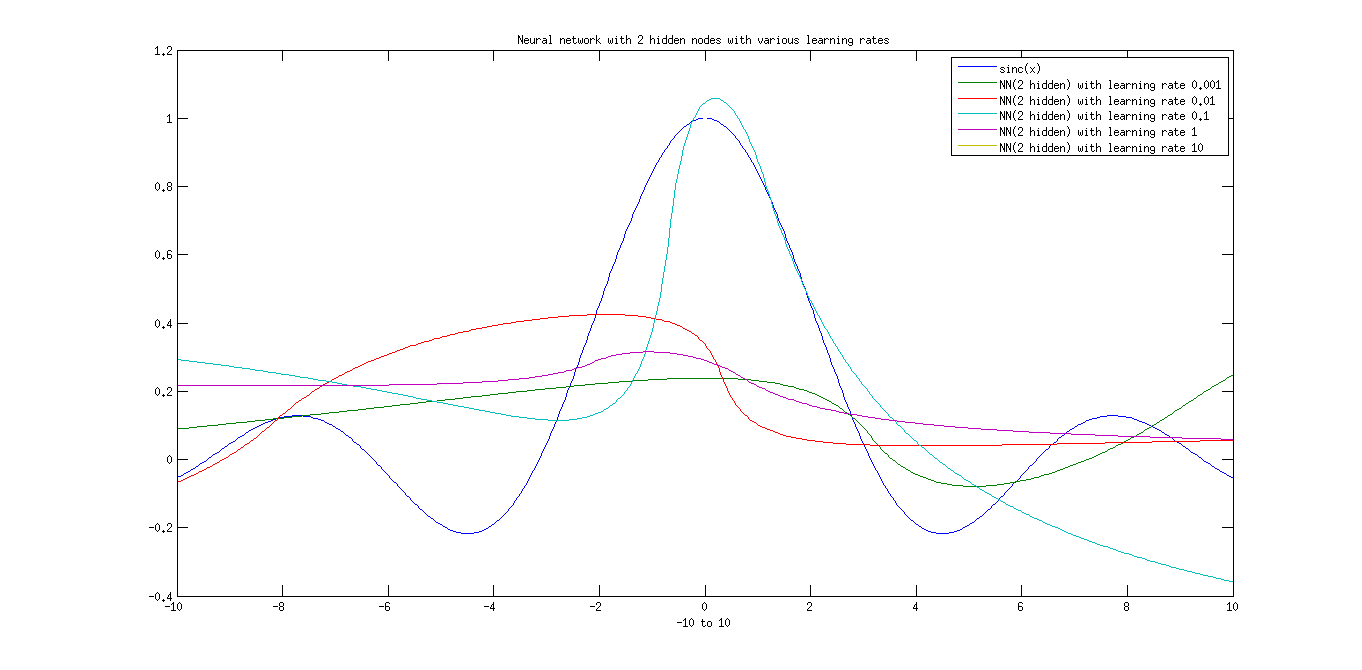 Neural network with 2 hidden nodes with various learning rates
1.2
1
0.8
0.6
0.4
0.2
0
-0.2
-0.4
sinc(x)
NN(2 hidden) with learning rate 0.001
NN(2 hidden) with learning rate 0.01
NN(2 hidden) with learning rate 0.1
NN(2 hidden) with learning rate 1
NN(2 hidden) with learning rate 10
-10 -8 -6 -4 -2 0 2 4 6 8 10
-10 to 10